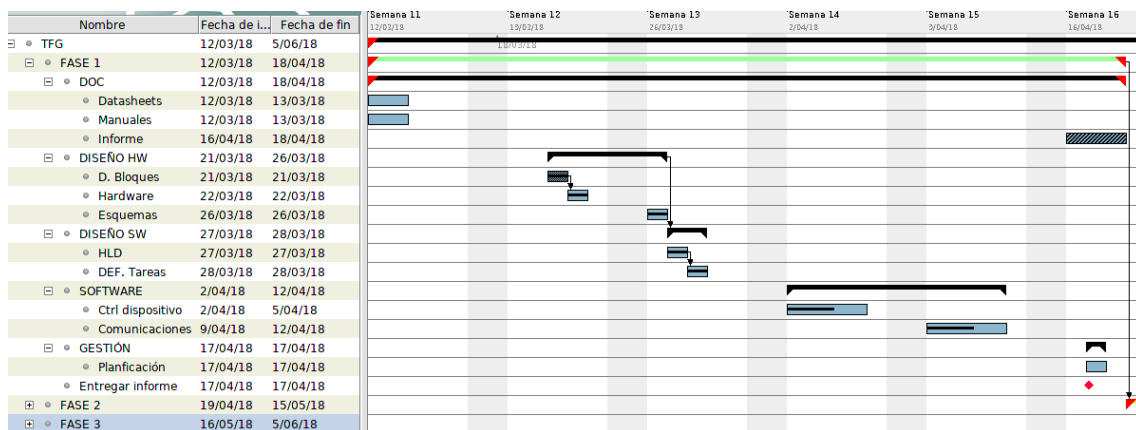 Nombre Fecha de i... Fecha de fin Semana 11 Semana 12 Semana 13 Semana 14 Semana 15 Semana 16
12/03/18 19/03/18 26/03/18 2/04/18 9/04/18 16/04/18
18/03/18
TFG 12/03/18 5/06/18
FASE 1 12/03/18 18/04/18
DOC 12/03/18 18/04/18
Datasheets 12/03/18 13/03/18
Manuales 12/03/18 13/03/18
Informe 16/04/18 18/04/18
DISEÑO HW 21/03/18 26/03/18
D. Bloques 21/03/18 21/03/18
Hardware 22/03/18 22/03/18
Esquemas 26/03/18 26/03/18
DISEÑO SW 27/03/18 28/03/18
HLD 27/03/18 27/03/18
DEF. Tareas 28/03/18 28/03/18
SOFTWARE 2/04/18 12/04/18
Ctrl dispositivo 2/04/18 5/04/18
Comunicaciones 9/04/18 12/04/18
GESTIÓN 17/04/18 17/04/18
Planficación 17/04/18 17/04/18
Entregar informe 17/04/18 17/04/18
FASE 2 19/04/18 15/05/18
FASE 3 16/05/18 5/06/18